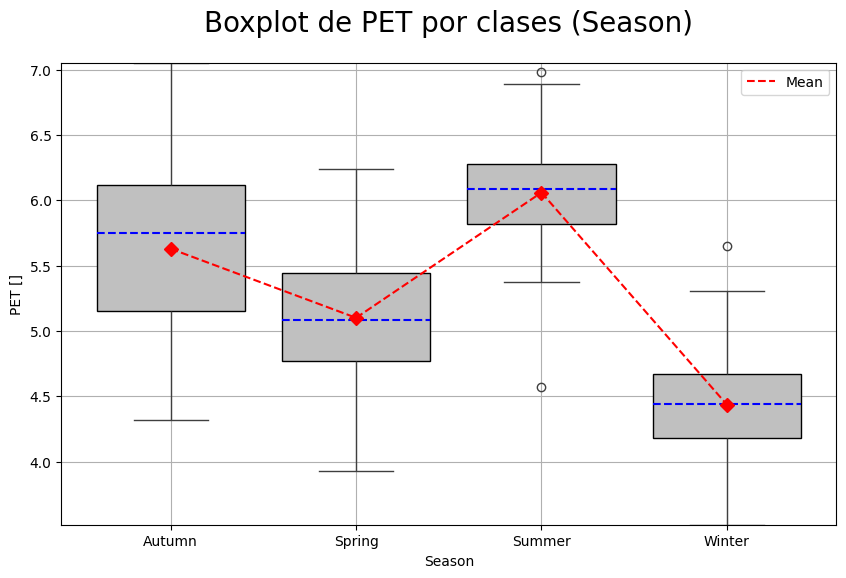 Boxplot de PET por clases (Season)
Mean
7.0
6.5
6.0
5.5
5.0
4.5
4.0
PET []
Autumn Spring Summer Winter
Season